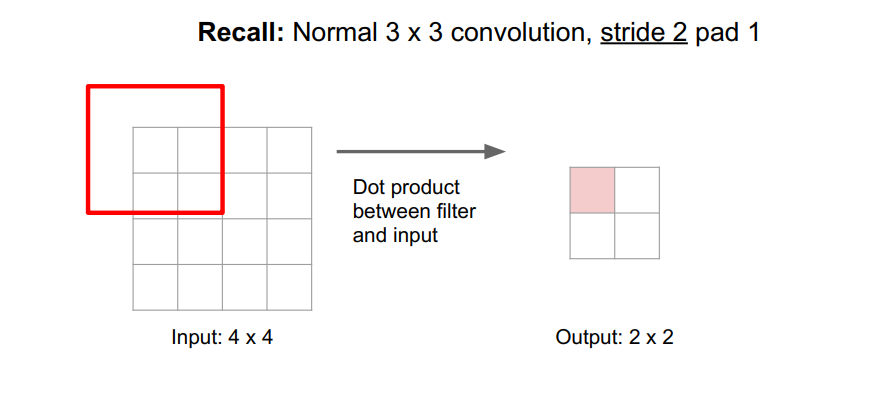 Recall: Normal 3 x 3 convolution, stride 2 pad 1
Dot product
between filter
and input
Input: 4 x 4
Output: 2 x 2